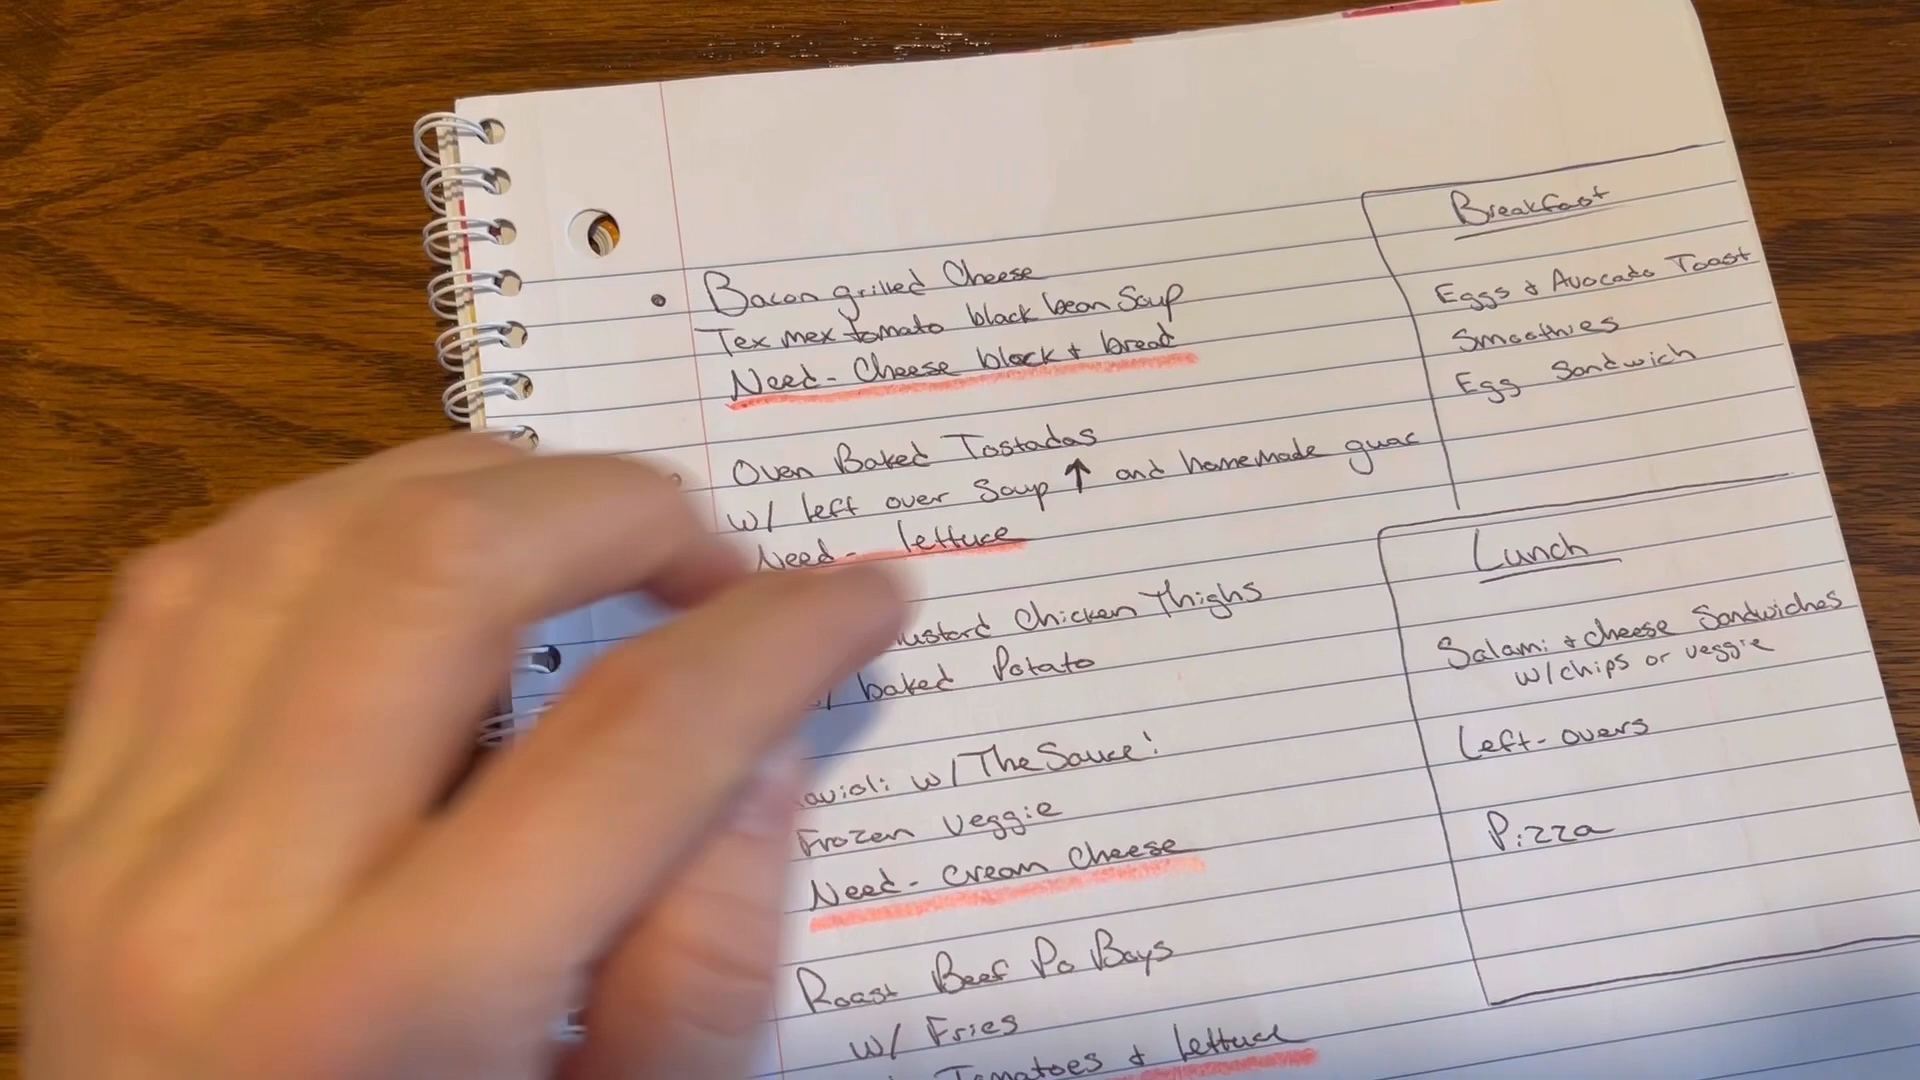 Bacon grilled Cheese
Tex mex tomato black bean Soup
Need - Cheese block & bread
Oven Baked Tostadas
w/ left over Soup ↑ and homemade guac
Need - lettuce
Chicken Thighs
baked Potato
w/ The Sauce!
Frozen Veggie
Need - Cream Cheese
Roast Beef Po Boys
w/ Fries
Tomatoes & lettuce
Breakfast
Eggs & Avocado Toast
Smoothies
Egg Sandwich
Lunch
Salami & cheese Sandwiches
w/ chips or veggie
Left-overs
Pizza